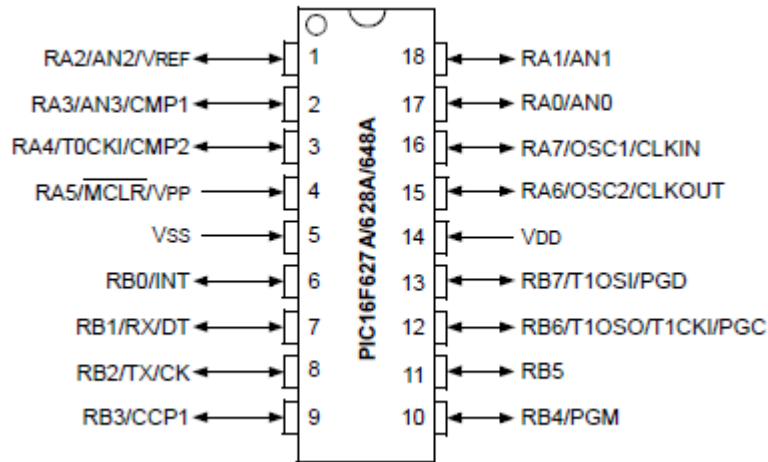 RA2/AN2/VREF 1 18 RA1/AN1
RA3/AN3/CMP1 2 17 RA0/AN0
RA4/T0CKI/CMP2 3 16 RA7/OSC1/CLKIN
RA5/MCLR/VPP 4 15 RA6/OSC2/CLKOUT
VSS 5 14 VDD
RB0/INT 6 13 RB7/T1OSI/PGD
RB1/RX/DT 7 12 RB6/T1OSO/T1CKI/PGC
RB2/TX/CK 8 11 RB5
RB3/CCP1 9 10 RB4/PGM
PIC16F627A/628A/648A